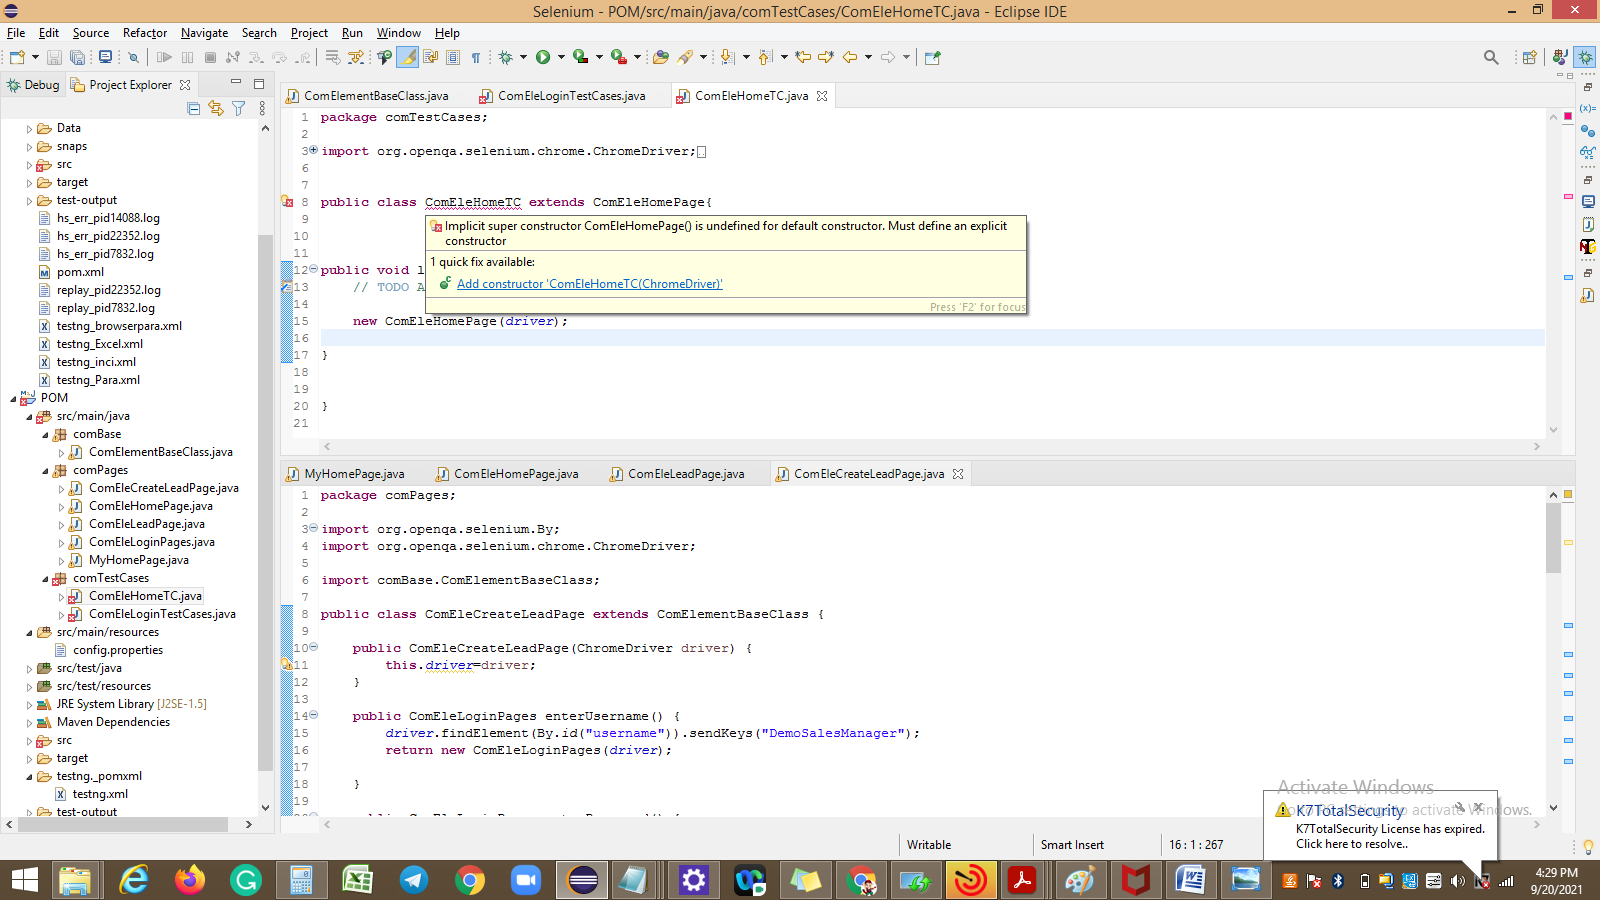 Selenium - POM/src/main/java/comTestCases/ComEleHomeTC.java - Eclipse IDE
File Edit Source Refactor Navigate Search Project Run Window Help
Debug Project Explorer
Data
snaps
src
target
test-output
hs_err_pid14088.log
hs_err_pid22352.log
hs_err_pid7832.log
pom.xml
replay_pid22352.log
replay_pid7832.log
testng_browserpara.xml
testng_Excel.xml
testng_inci.xml
testng_Para.xml
POM
src/main/java
comBase
ComElementBaseClass.java
comPages
ComEleCreateLeadPage.java
ComEleHomePage.java
ComEleLeadPage.java
ComEleLoginPages.java
MyHomePage.java
comTestCases
ComEleHomeTC.java
ComEleLoginTestCases.java
src/main/resources
config.properties
src/test/java
src/test/resources
JRE System Library [J2SE-1.5]
Maven Dependencies
src
target
testng._pomxml
testng.xml
test-output
ComElementBaseClass.java ComEleLoginTestCases.java ComEleHomeTC.java
1 package comTestCases;
2
3 import org.openqa.selenium.chrome.ChromeDriver;
6
7
8 public class ComEleHomeTC extends ComEleHomePage{
9
10
11
12 public void l
13 // TODO A
14
15 new ComEleHomePage(driver);
16
17 }
18
19
20 }
21
Implicit super constructor ComEleHomePage() is undefined for default constructor. Must define an explicit
constructor
1 quick fix available:
Add constructor 'ComEleHomeTC(ChromeDriver)'
Press 'F2' for focus
MyHomePage.java ComEleHomePage.java ComEleLeadPage.java ComEleCreateLeadPage.java
1 package comPages;
2
3 import org.openqa.selenium.By;
4 import org.openqa.selenium.chrome.ChromeDriver;
5
6 import comBase.ComElementBaseClass;
7
8 public class ComEleCreateLeadPage extends ComElementBaseClass {
9
10 public ComEleCreateLeadPage(ChromeDriver driver) {
11 this.driver=driver;
12 }
13
14 public ComEleLoginPages enterUsername() {
15 driver.findElement(By.id("username")).sendKeys("DemoSalesManager");
16 return new ComEleLoginPages(driver);
17
18 }
19
Activate Windows
K7TotalSecurity
K7TotalSecurity License has expired.
Click here to resolve..
Writable Smart Insert 16 : 1 : 267
4:29 PM
9/20/2021